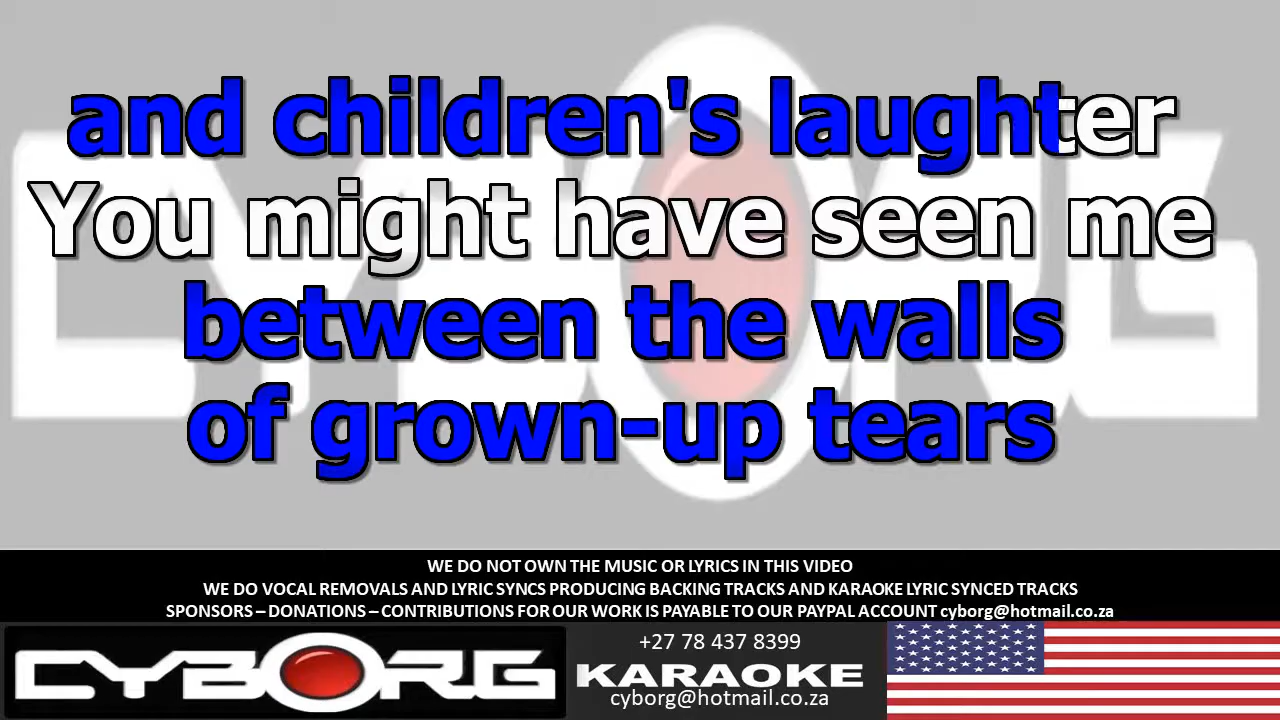 and children's laughter
You might have seen me
between the walls
of grown-up tears
WE DO NOT OWN THE MUSIC OR LYRICS IN THIS VIDEO
WE DO VOCAL REMOVALS AND LYRIC SYNCS PRODUCING BACKING TRACKS AND KARAOKE LYRIC SYNCED TRACKS
SPONSORS – DONATIONS – CONTRIBUTIONS FOR OUR WORK IS PAYABLE TO OUR PAYPAL ACCOUNT cyborg@hotmail.co.za
CYBORG
+27 78 437 8399
KARAOKE
cyborg@hotmail.co.za